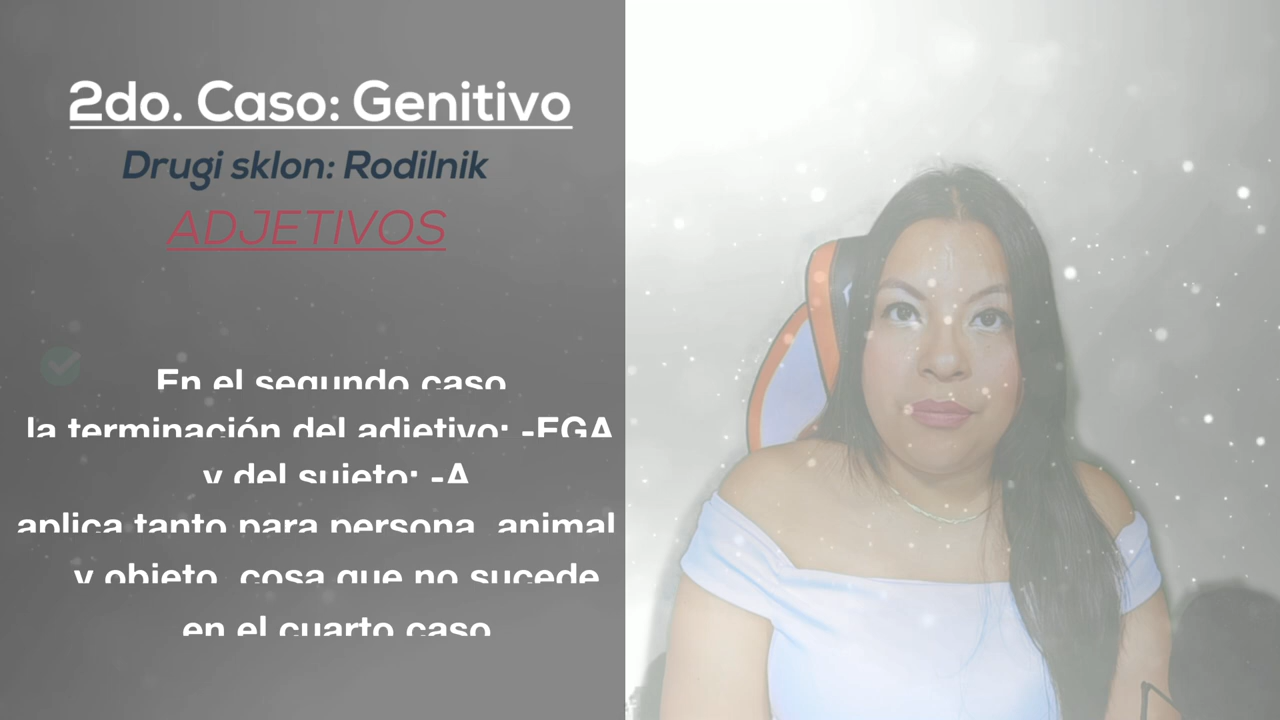 2do. Caso: Genitivo
Drugi sklon: Rodilnik
ADJETIVOS
En el segundo caso
la terminación del adjetivo: -EGA
y del sujeto: -A
aplica tanto para persona, animal
y objeto, cosa que no sucede
en el cuarto caso